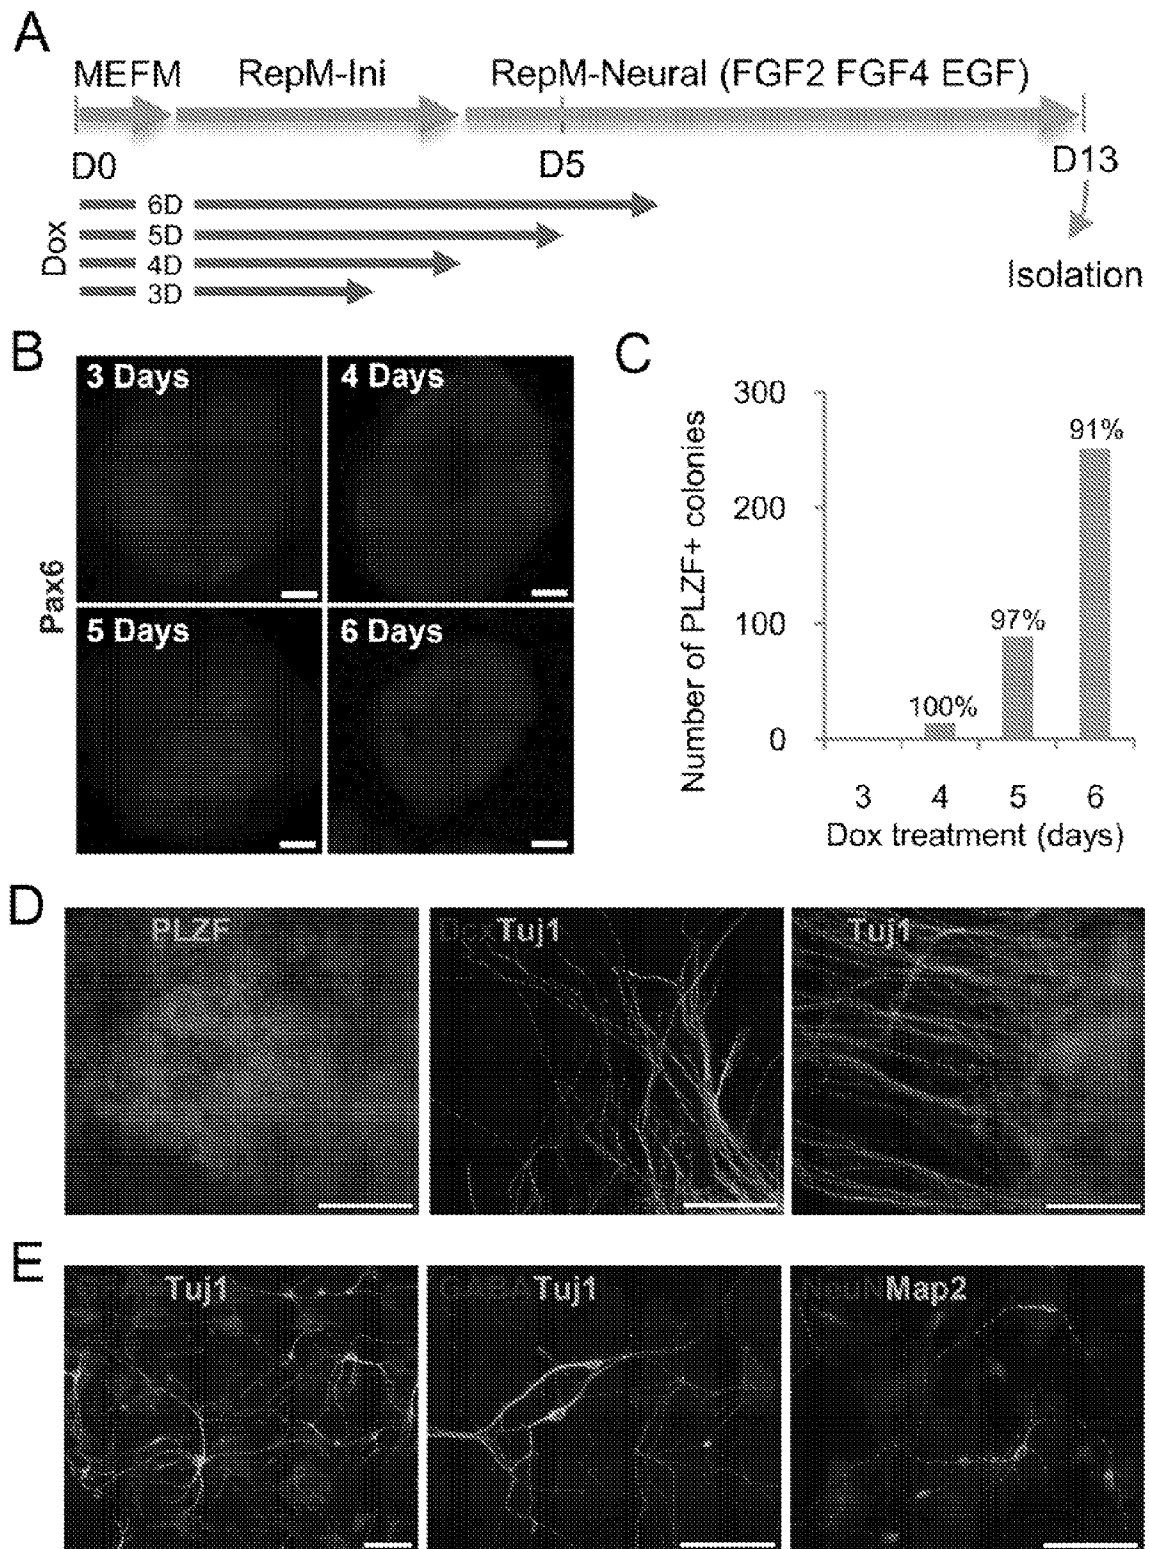 A
MEFM RepM-Ini RepM-Neural (FGF2 FGF4 EGF)
D0 D5 D13
Dox
6D
5D
4D
3D
Isolation
B
Pax6
3 Days 4 Days
5 Days 6 Days
C
Number of PLZF+ colonies
300
200
100
0
100% 97% 91%
3 4 5 6
Dox treatment (days)
D
PLZF Tuj1 Tuj1
E
Tuj1 GABA Tuj1 NeuN Map2